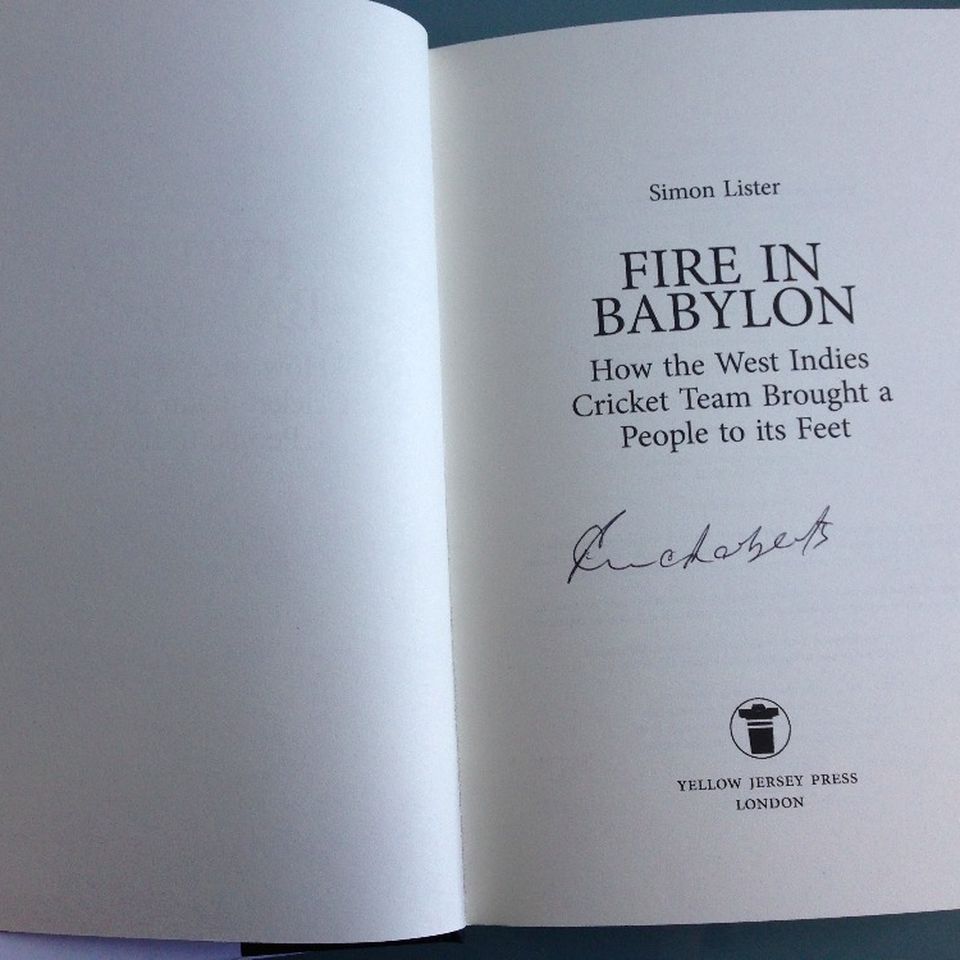 Simon Lister
FIRE IN
BABYLON
How the West Indies
Cricket Team Brought a
People to its Feet
YELLOW JERSEY PRESS
LONDON